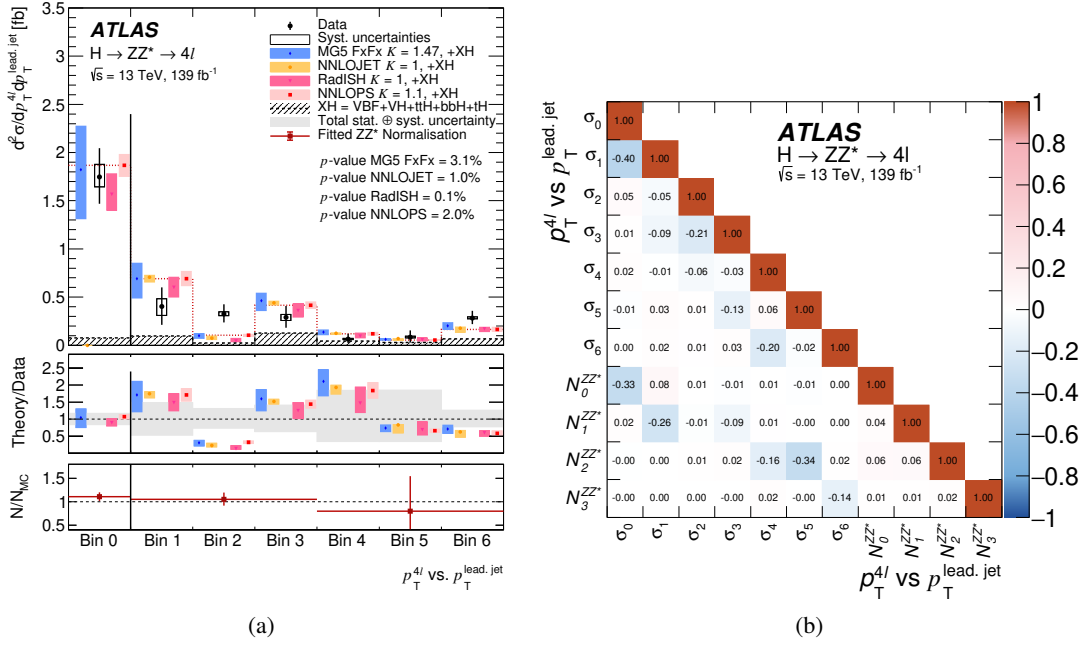 d²σ/dp_T^{4l} dp_T^{lead. jet} [fb]
4
3.5
3
2.5
2
1.5
1
0.5
0
ATLAS
H → ZZ* → 4l
√s = 13 TeV, 139 fb⁻¹
Data
Syst. uncertainties
MG5 FxFx K = 1.47, +XH
NNLOJET K = 1, +XH
RadISH K = 1, +XH
NNLOPS K = 1.1, +XH
XH = VBF+VH+ttH+bbH+tH
Total stat. ⊕ syst. uncertainty
Fitted ZZ* Normalisation
p-value MG5 FxFx = 3.1%
p-value NNLOJET = 1.0%
p-value RadISH = 0.1%
p-value NNLOPS = 2.0%
Theory/Data
2.5
2
1.5
1
0.5
N/N_MC
1.5
1
0.5
Bin 0 Bin 1 Bin 2 Bin 3 Bin 4 Bin 5 Bin 6
p_T^{4l} vs. p_T^{lead. jet}
(a)
p_T^{4l} vs p_T^{lead. jet}
ATLAS
H → ZZ* → 4l
√s = 13 TeV, 139 fb⁻¹
σ₀ 1.00
σ₁ -0.40 1.00
σ₂ 0.05 -0.05 1.00
σ₃ 0.01 -0.09 -0.21 1.00
σ₄ 0.02 -0.01 -0.06 -0.03 1.00
σ₅ -0.01 0.03 0.01 -0.13 0.06 1.00
σ₆ 0.00 0.02 0.01 0.03 -0.20 -0.02 1.00
N₀^{ZZ*} -0.33 0.08 -0.01 -0.01 0.01 -0.01 0.00 1.00
N₁^{ZZ*} 0.02 -0.26 -0.01 -0.09 0.01 -0.00 0.00 0.04 1.00
N₂^{ZZ*} -0.00 0.00 0.01 0.02 -0.16 -0.34 0.02 0.06 0.06 1.00
N₃^{ZZ*} -0.00 0.00 -0.00 0.00 0.02 -0.00 -0.14 0.01 0.01 0.02 1.00
σ₀ σ₁ σ₂ σ₃ σ₄ σ₅ σ₆ N₀^{ZZ*} N₁^{ZZ*} N₂^{ZZ*} N₃^{ZZ*}
p_T^{4l} vs p_T^{lead. jet}
1
0.8
0.6
0.4
0.2
0
−0.2
−0.4
−0.6
−0.8
−1
(b)